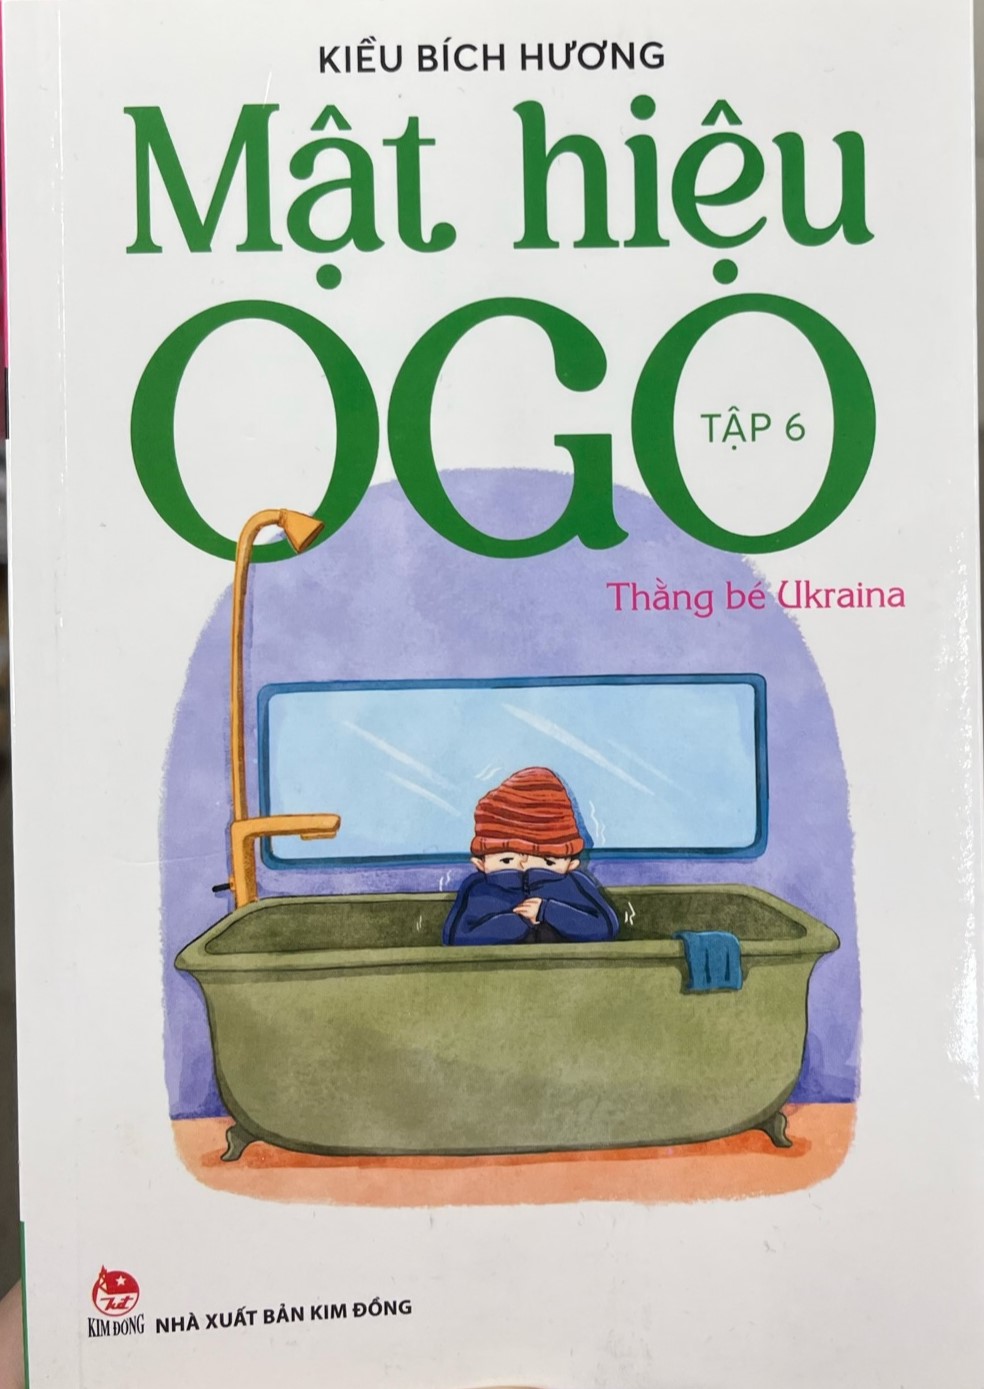 KIỀU BÍCH HƯƠNG
Mật hiệu
OGO
TẬP 6
Thằng bé Ukraina
KIM ĐỒNG
NHÀ XUẤT BẢN KIM ĐỒNG